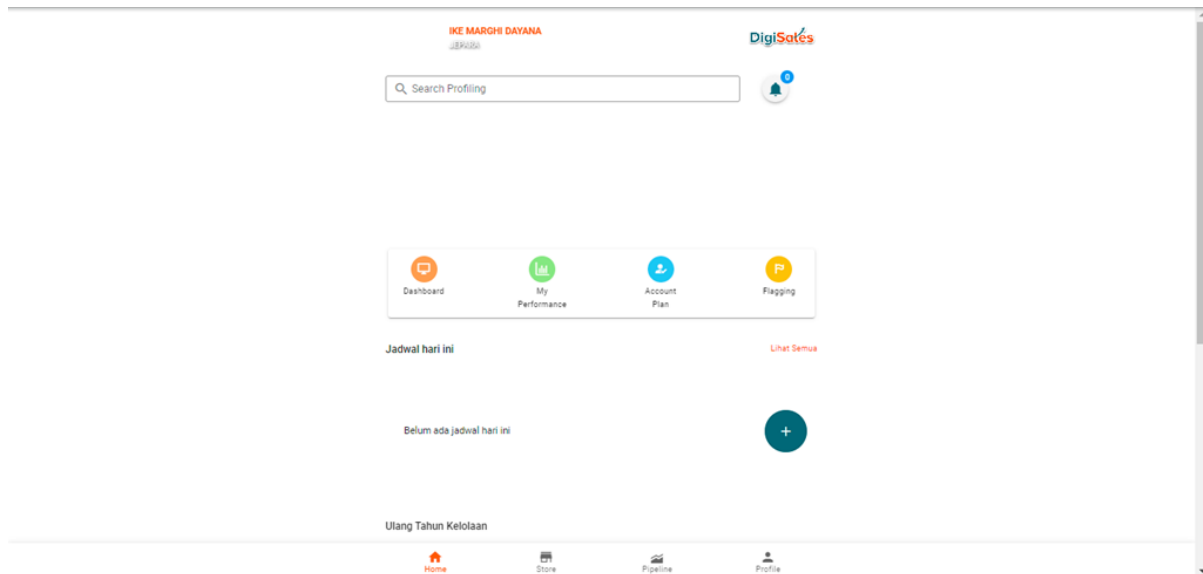 IKE MARGHI DAYANA
JEPARA
DigiSales
Search Profiling
0
Dashboard
My
Performance
Account
Plan
Flagging
Jadwal hari ini
Lihat Semua
Belum ada jadwal hari ini
Ulang Tahun Kelolaan
Home
Store
Pipeline
Profile